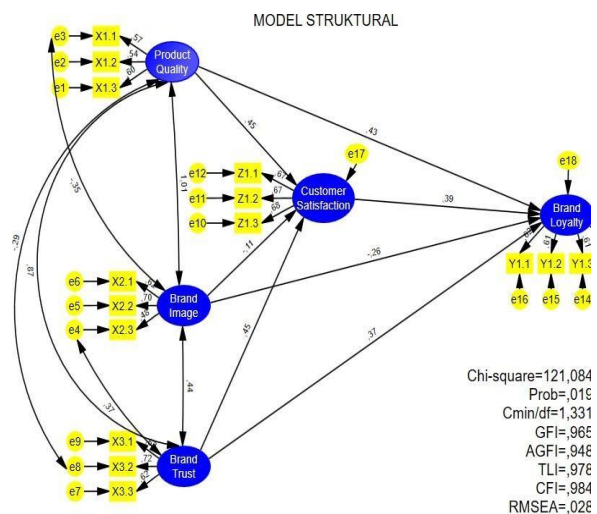 MODEL STRUKTURAL
e3
X1.1
.57
e2
X1.2
.54
e1
X1.3
.60
Product
Quality
.45
.43
-.35
1.01
e12
Z1.1
.67
e11
Z1.2
.67
e10
Z1.3
.68
Customer
Satisfaction
e17
.39
e18
Brand
Loyalty
.61
.61
Y1.1
Y1.2
Y1.3
e16
e15
e14
-.29
.87
-.11
-.26
e6
X2.1
e5
X2.2
.70
e4
X2.3
Brand
Image
.45
.37
.44
.37
e9
X3.1
e8
X3.2
.72
e7
X3.3
Brand
Trust
Chi-square=121,084
Prob=,019
Cmin/df=1,331
GFI=,965
AGFI=,948
TLI=,978
CFI=,984
RMSEA=,028